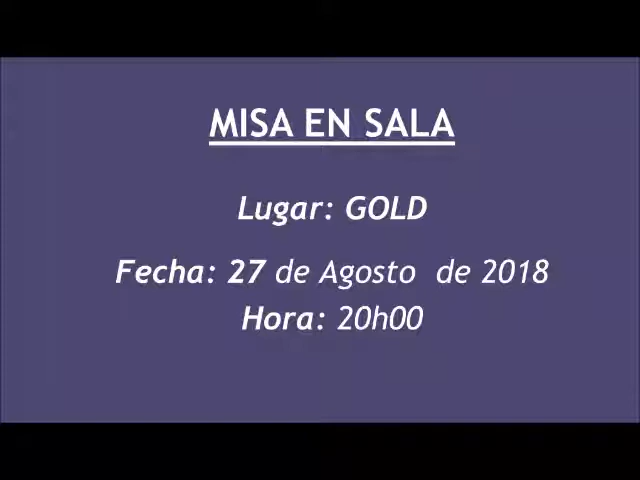 MISA EN SALA
Lugar: GOLD
Fecha: 27 de Agosto de 2018
Hora: 20h00